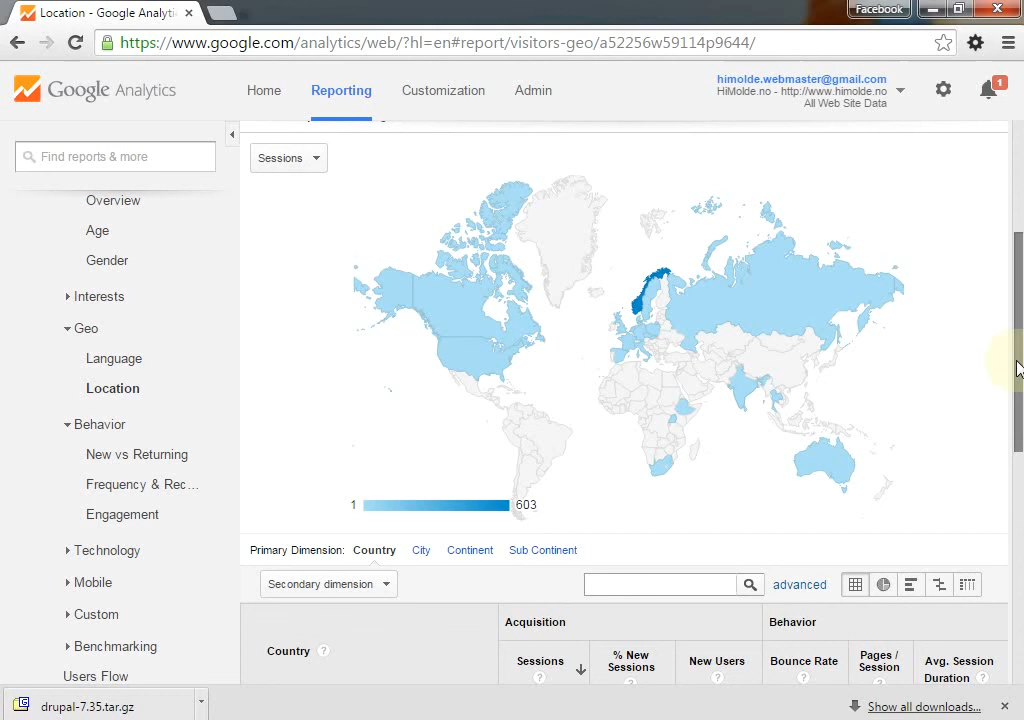 Location - Google Analyti
Facebook
https://www.google.com/analytics/web/?hl=en#report/visitors-geo/a52256w59114p9644/
Google Analytics
Home
Reporting
Customization
Admin
himolde.webmaster@gmail.com
HiMolde.no - http://www.himolde.no
All Web Site Data
1
Find reports & more
Overview
Age
Gender
Interests
Geo
Language
Location
Behavior
New vs Returning
Frequency & Rec...
Engagement
Technology
Mobile
Custom
Benchmarking
Users Flow
Sessions
1
603
Primary Dimension: Country City Continent Sub Continent
Secondary dimension
advanced
Acquisition
Behavior
Country ?
Sessions ?
% New Sessions
New Users ?
Bounce Rate ?
Pages / Session
Avg. Session Duration ?
drupal-7.35.tar.gz
Show all downloads...